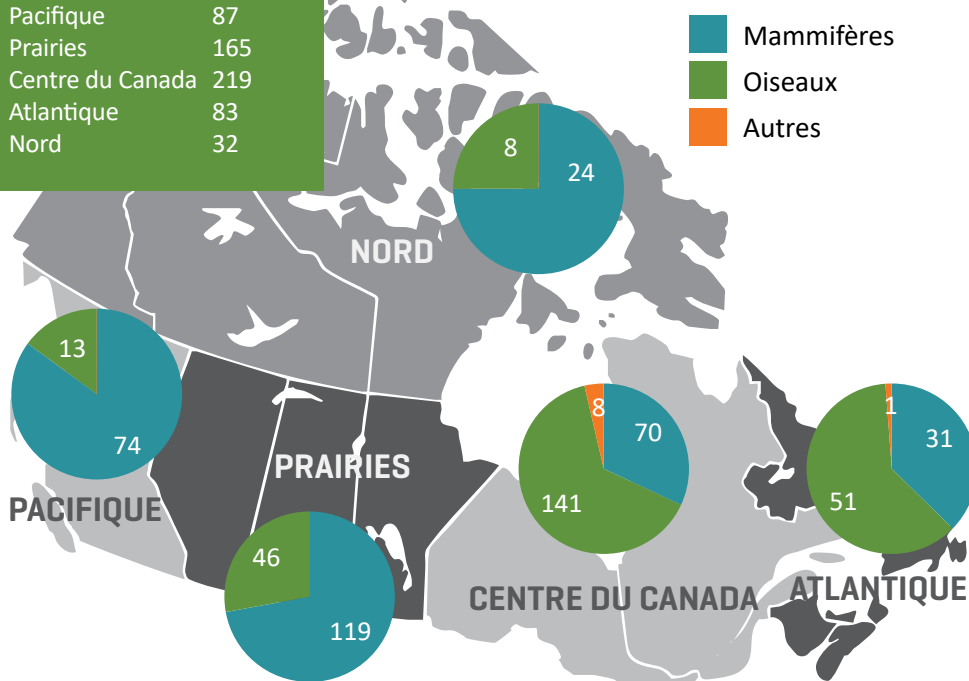 Pacifique 87
Prairies 165
Centre du Canada 219
Atlantique 83
Nord 32
Mammifères
Oiseaux
Autres
8
24
NORD
13
74
PACIFIQUE
PRAIRIES
46
119
8
70
141
CENTRE DU CANADA
1
31
51
ATLANTIQUE